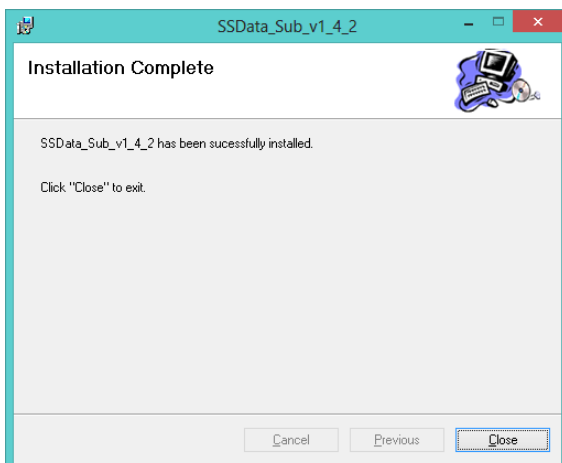 SSData_Sub_v1_4_2
Installation Complete
SSData_Sub_v1_4_2 has been sucessfully installed.
Click "Close" to exit.
Cancel
Previous
Close